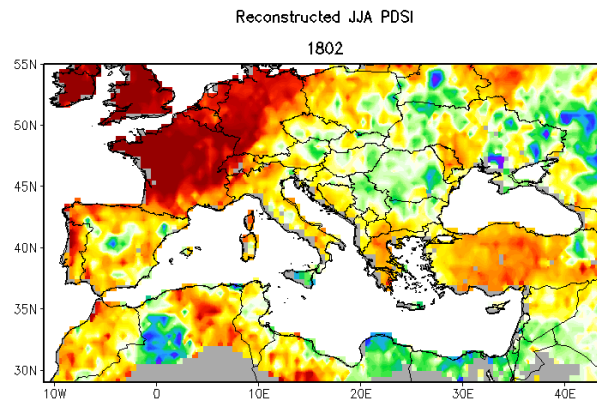 Reconstructed JJA PDSI
1802
55N
50N
45N
40N
35N
30N
10W 0 10E 20E 30E 40E